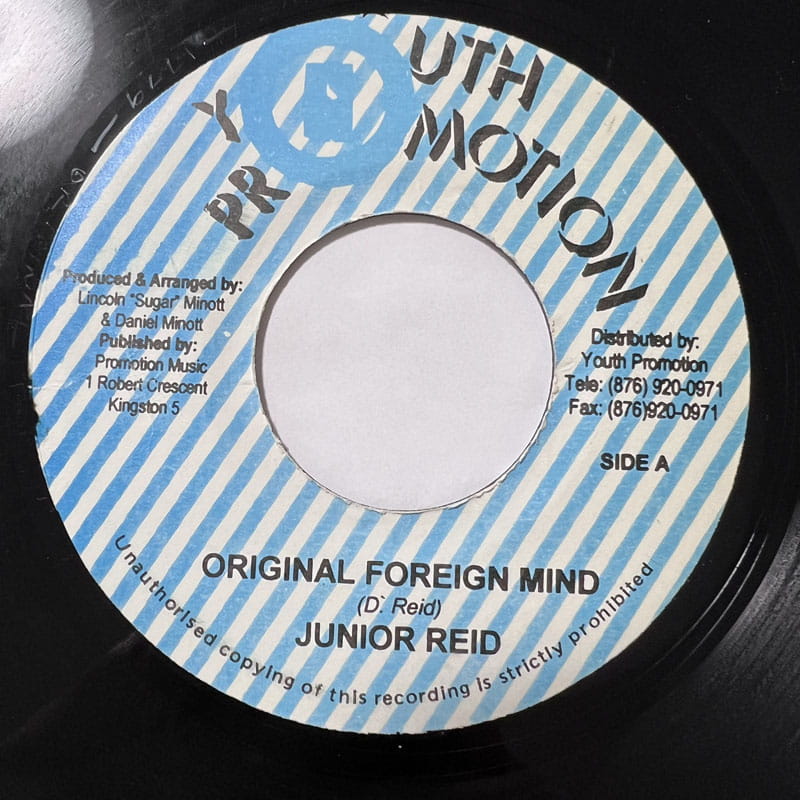 YOUTH
PROMOTION
Produced & Arranged by:
Lincoln "Sugar" Minott
& Daniel Minott
Published by:
Promotion Music
1 Robert Crescent
Kingston 5
Distributed by:
Youth Promotion
Tele: (876) 920-0971
Fax: (876)920-0971
SIDE A
ORIGINAL FOREIGN MIND
(D. Reid)
JUNIOR REID
Unauthorised copying of this recording is strictly prohibited